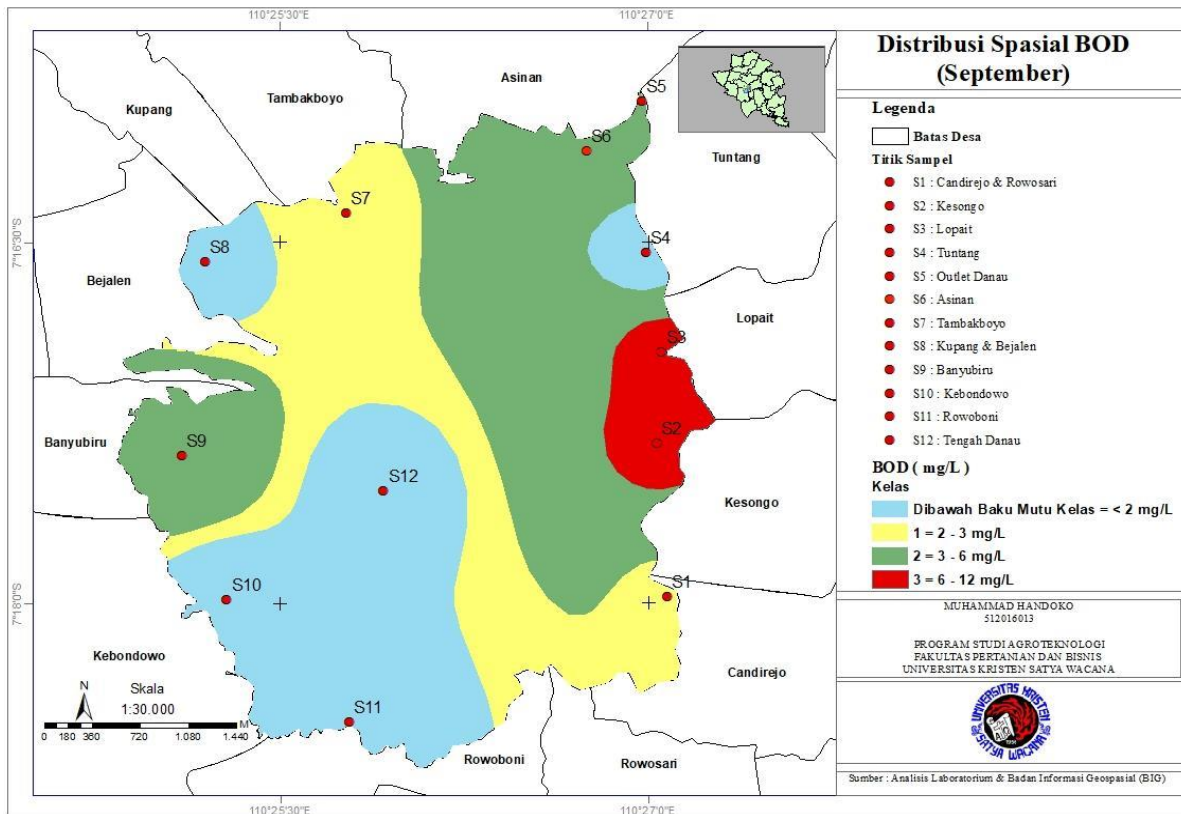 110°25'30"E
110°27'0"E
Distribusi Spasial BOD
(September)
Legenda
Batas Desa
Titik Sampel
S1 : Candirejo & Rowosari
S2 : Kesongo
S3 : Lopait
S4 : Tuntang
S5 : Outlet Danau
S6 : Asinan
S7 : Tambakboyo
S8 : Kupang & Bejalen
S9 : Banyubiru
S10 : Kebondowo
S11 : Rowoboni
S12 : Tengah Danau
BOD ( mg/L )
Kelas
Dibawah Baku Mutu Kelas = < 2 mg/L
1 = 2 - 3 mg/L
2 = 3 - 6 mg/L
3 = 6 - 12 mg/L
MUHAMMAD HANDOKO
512016013
PROGRAM STUDI AGROTEKNOLOGI
FAKULTAS PERTANIAN DAN BISNIS
UNIVERSITAS KRISTEN SATYA WACANA
UNIVERSITAS KRISTEN
SATYA WACANA
Sumber : Analisis Laboratorium & Badan Informasi Geospasial (BIG)
Asinan
Tambakboyo
Kupang
S5
S6
Tuntang
S7
7°16'30"S
S8
S4
Bejalen
Lopait
S3
Banyubiru
S9
S2
S12
Kesongo
S10
S1
7°18'0"S
Kebondowo
Candirejo
N
Skala
1:30.000
M
0 180 360 720 1.080 1.440
S11
Rowoboni
Rowosari
110°25'30"E
110°27'0"E